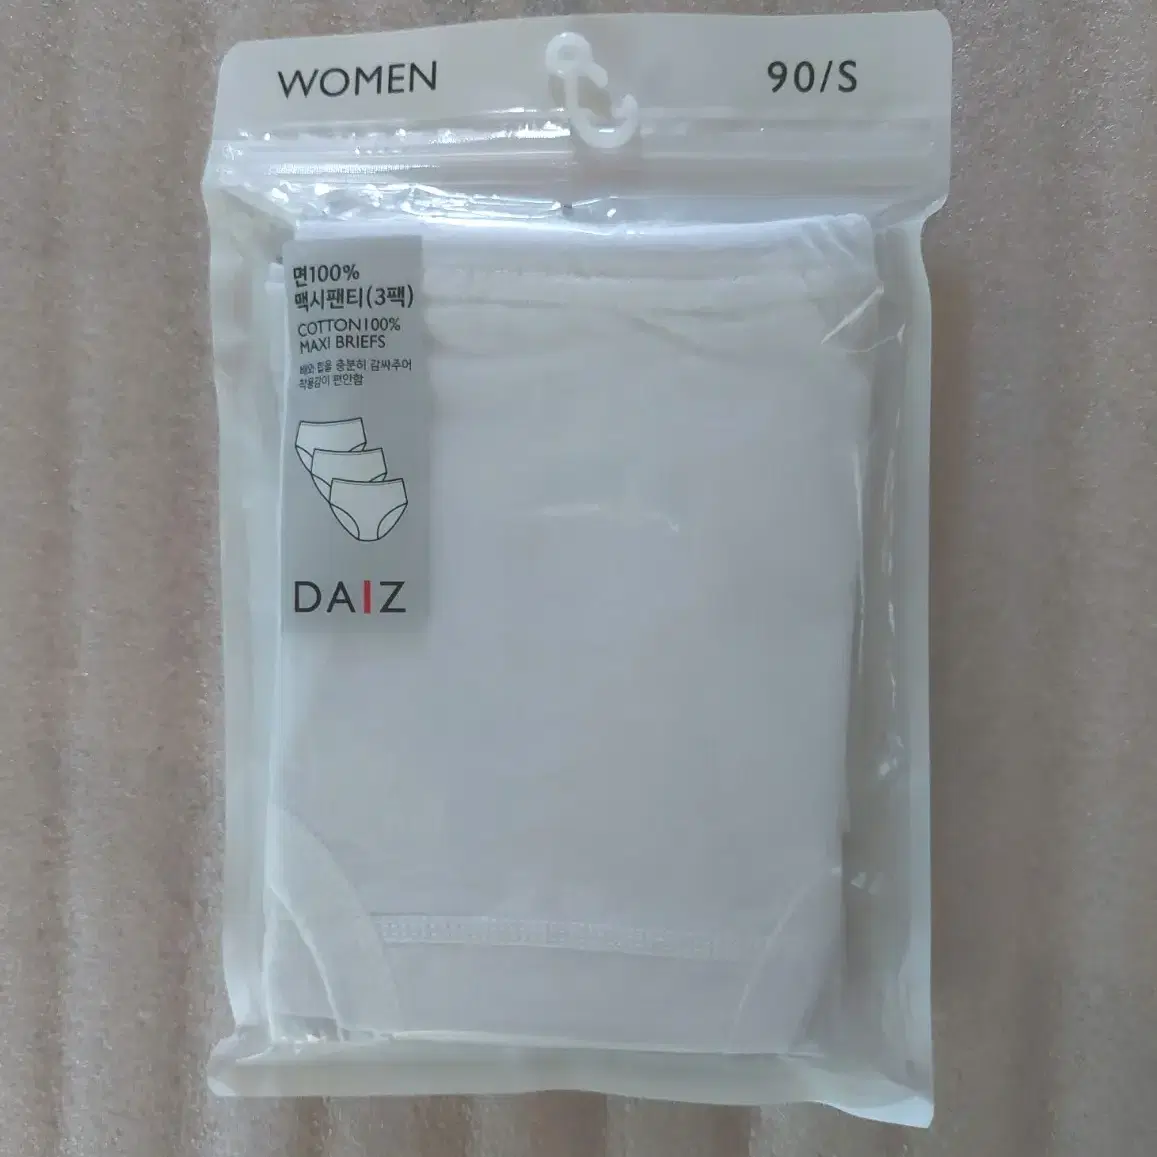 WOMEN
90/S
면100%
맥시팬티(3팩)
COTTON100%
MAXI BRIEFS
배와 힙을 충분히 감싸주어
착용감이 편안함
DAIZ